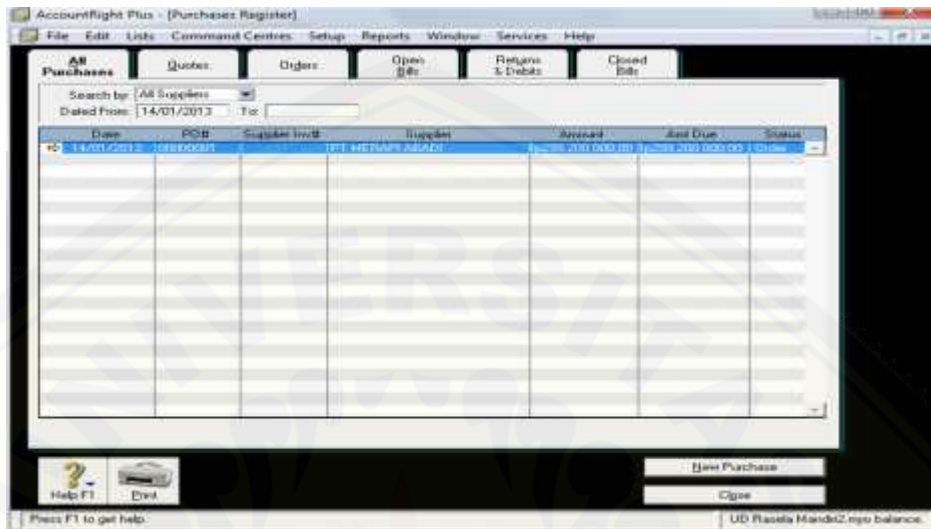 AccountRight Plus - [Purchases Register]
File Edit Lists Command Centres Setup Reports Window Services Help
All Purchases Quotes Orders Open Bills Returns & Debits Closed Bills
Search by: All Suppliers
Dated From: 14/01/2013 To:
Date PO# Supplier Inv# Supplier Amount Amt Due Status
14/01/2013 00000001 PT MERAPI ABADI Order
UNIVERSITA
Help F1 Print New Purchase
Close
Press F1 to get help. UD Rasela Mandiri2.myo balance.